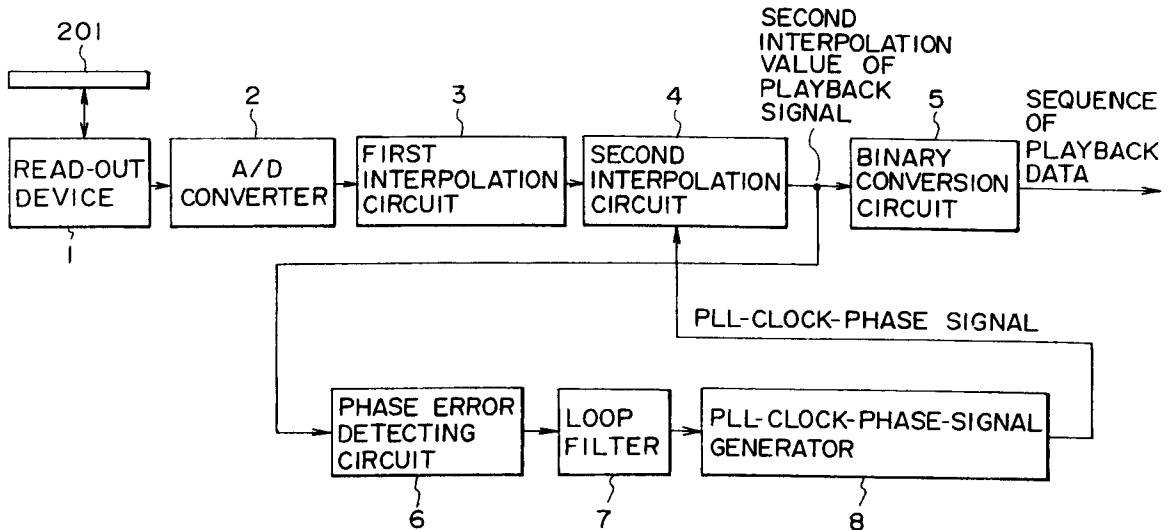 201
READ-OUT
DEVICE
1
2
A/D
CONVERTER
3
FIRST
INTERPOLATION
CIRCUIT
4
SECOND
INTERPOLATION
CIRCUIT
SECOND
INTERPOLATION
VALUE OF
PLAYBACK
SIGNAL
5
BINARY
CONVERSION
CIRCUIT
SEQUENCE
OF
PLAYBACK
DATA
PLL-CLOCK-PHASE SIGNAL
PHASE ERROR
DETECTING
CIRCUIT
6
LOOP
FILTER
7
PLL-CLOCK-PHASE-SIGNAL
GENERATOR
8